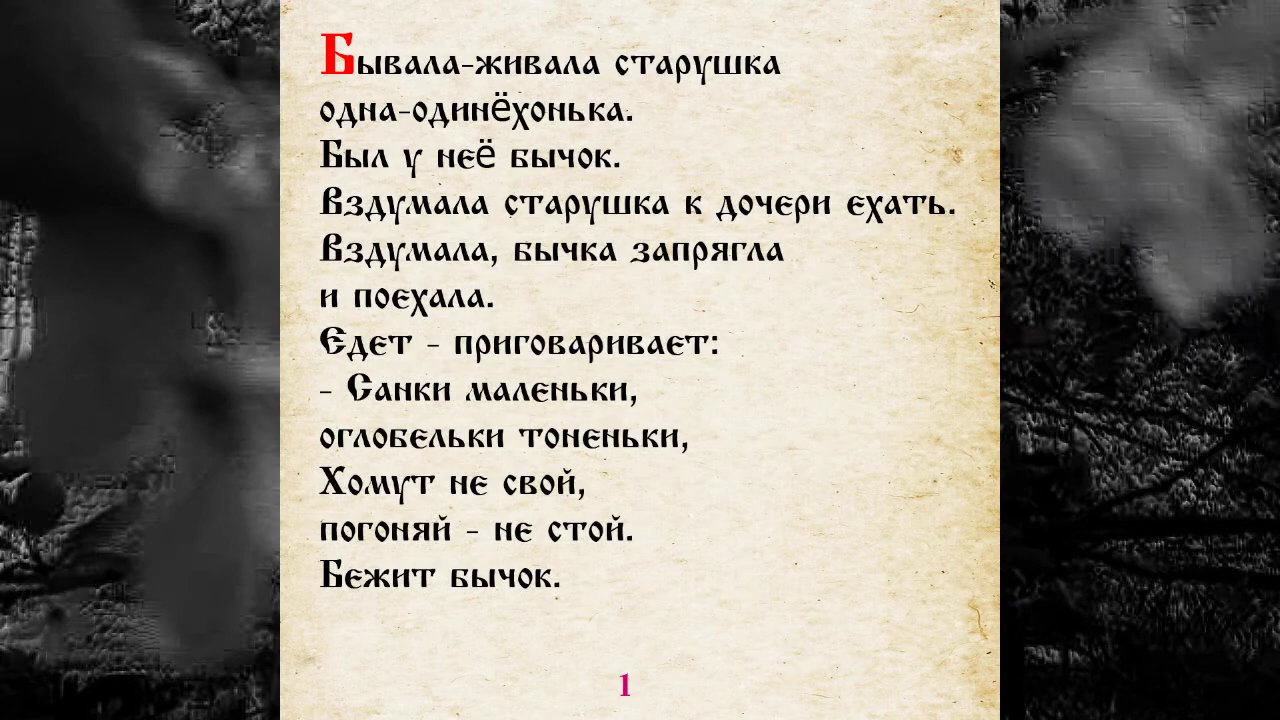 Бывала-живала старушка
одна-одинёхонька.
Был у неё бычок.
Вздумала старушка к дочери ехать.
Вздумала, бычка запрягла
и поехала.
Едет - приговаривает:
- Санки маленьки,
оглобельки тоненьки,
Хомут не свой,
погоняй - не стой.
Бежит бычок.
1